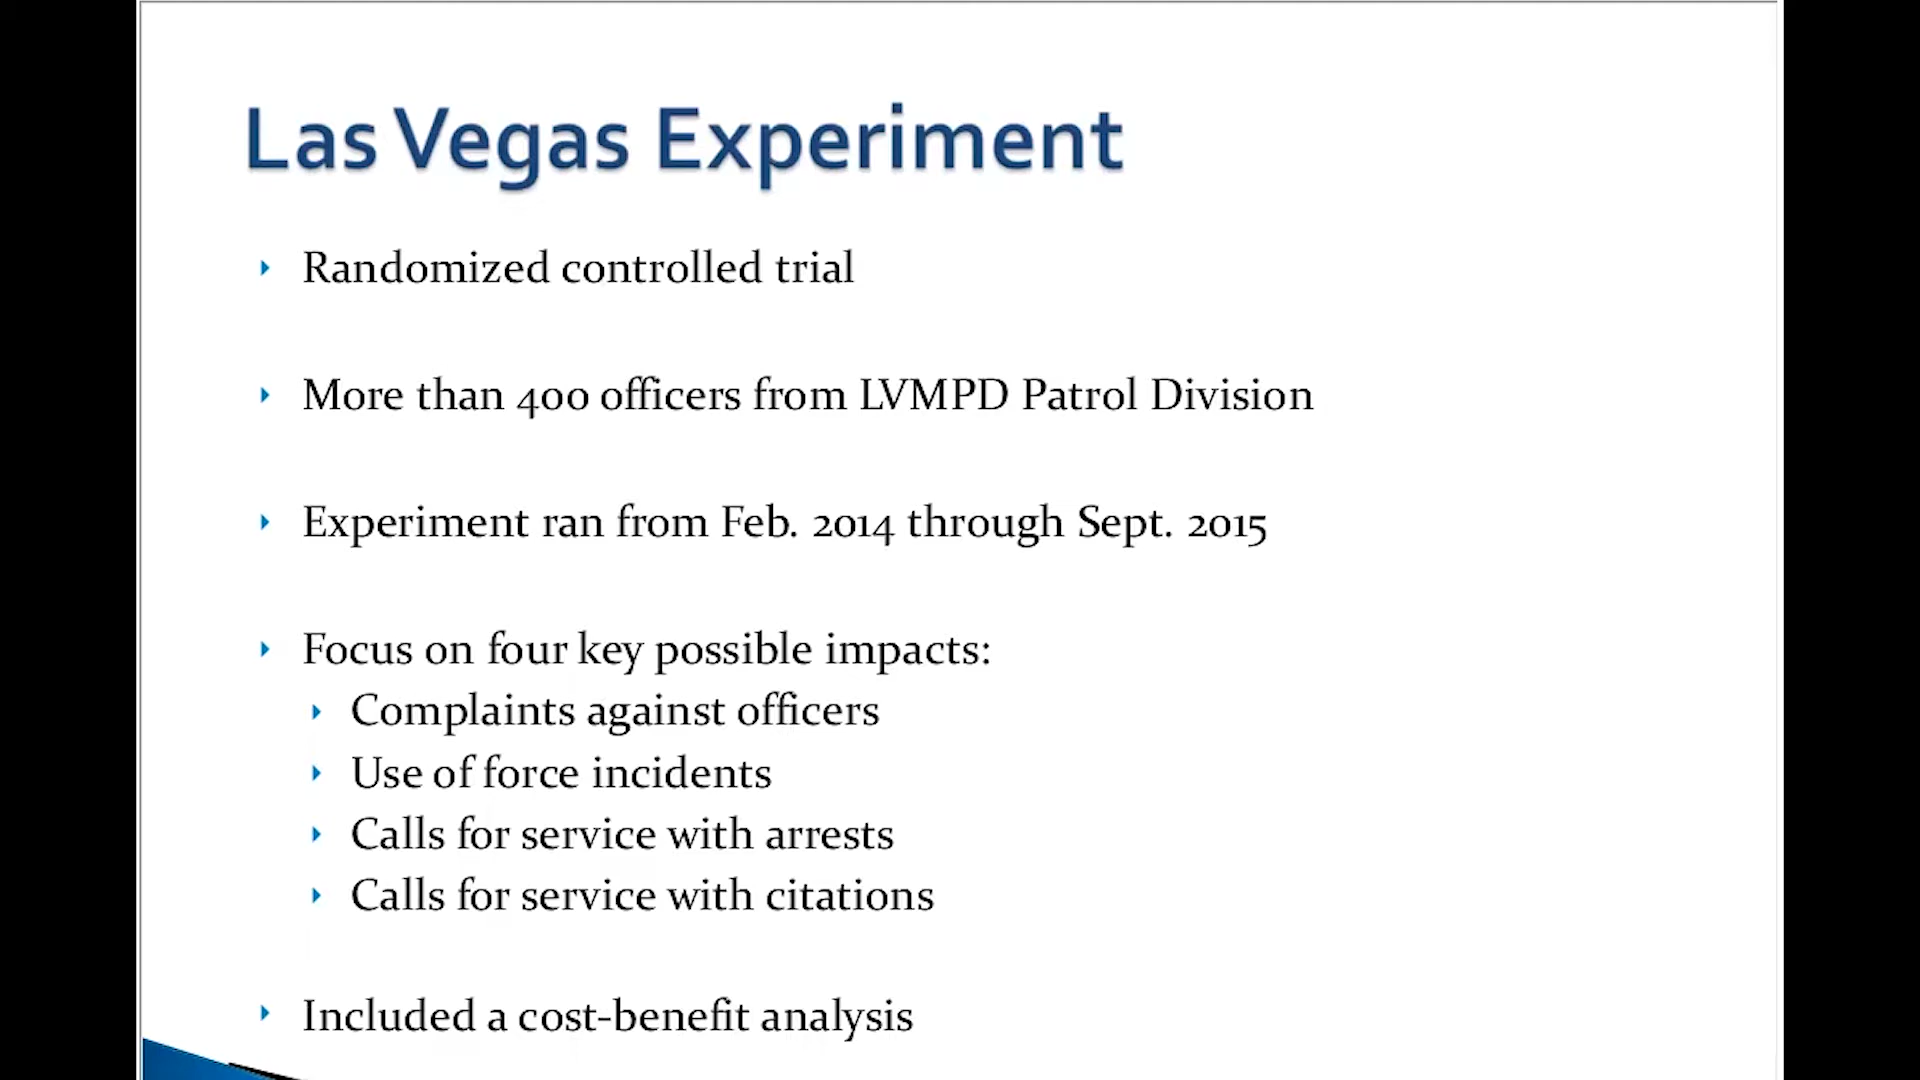 Las Vegas Experiment
Randomized controlled trial
More than 400 officers from LVMPD Patrol Division
Experiment ran from Feb. 2014 through Sept. 2015
Focus on four key possible impacts:
Complaints against officers
Use of force incidents
Calls for service with arrests
Calls for service with citations
Included a cost-benefit analysis